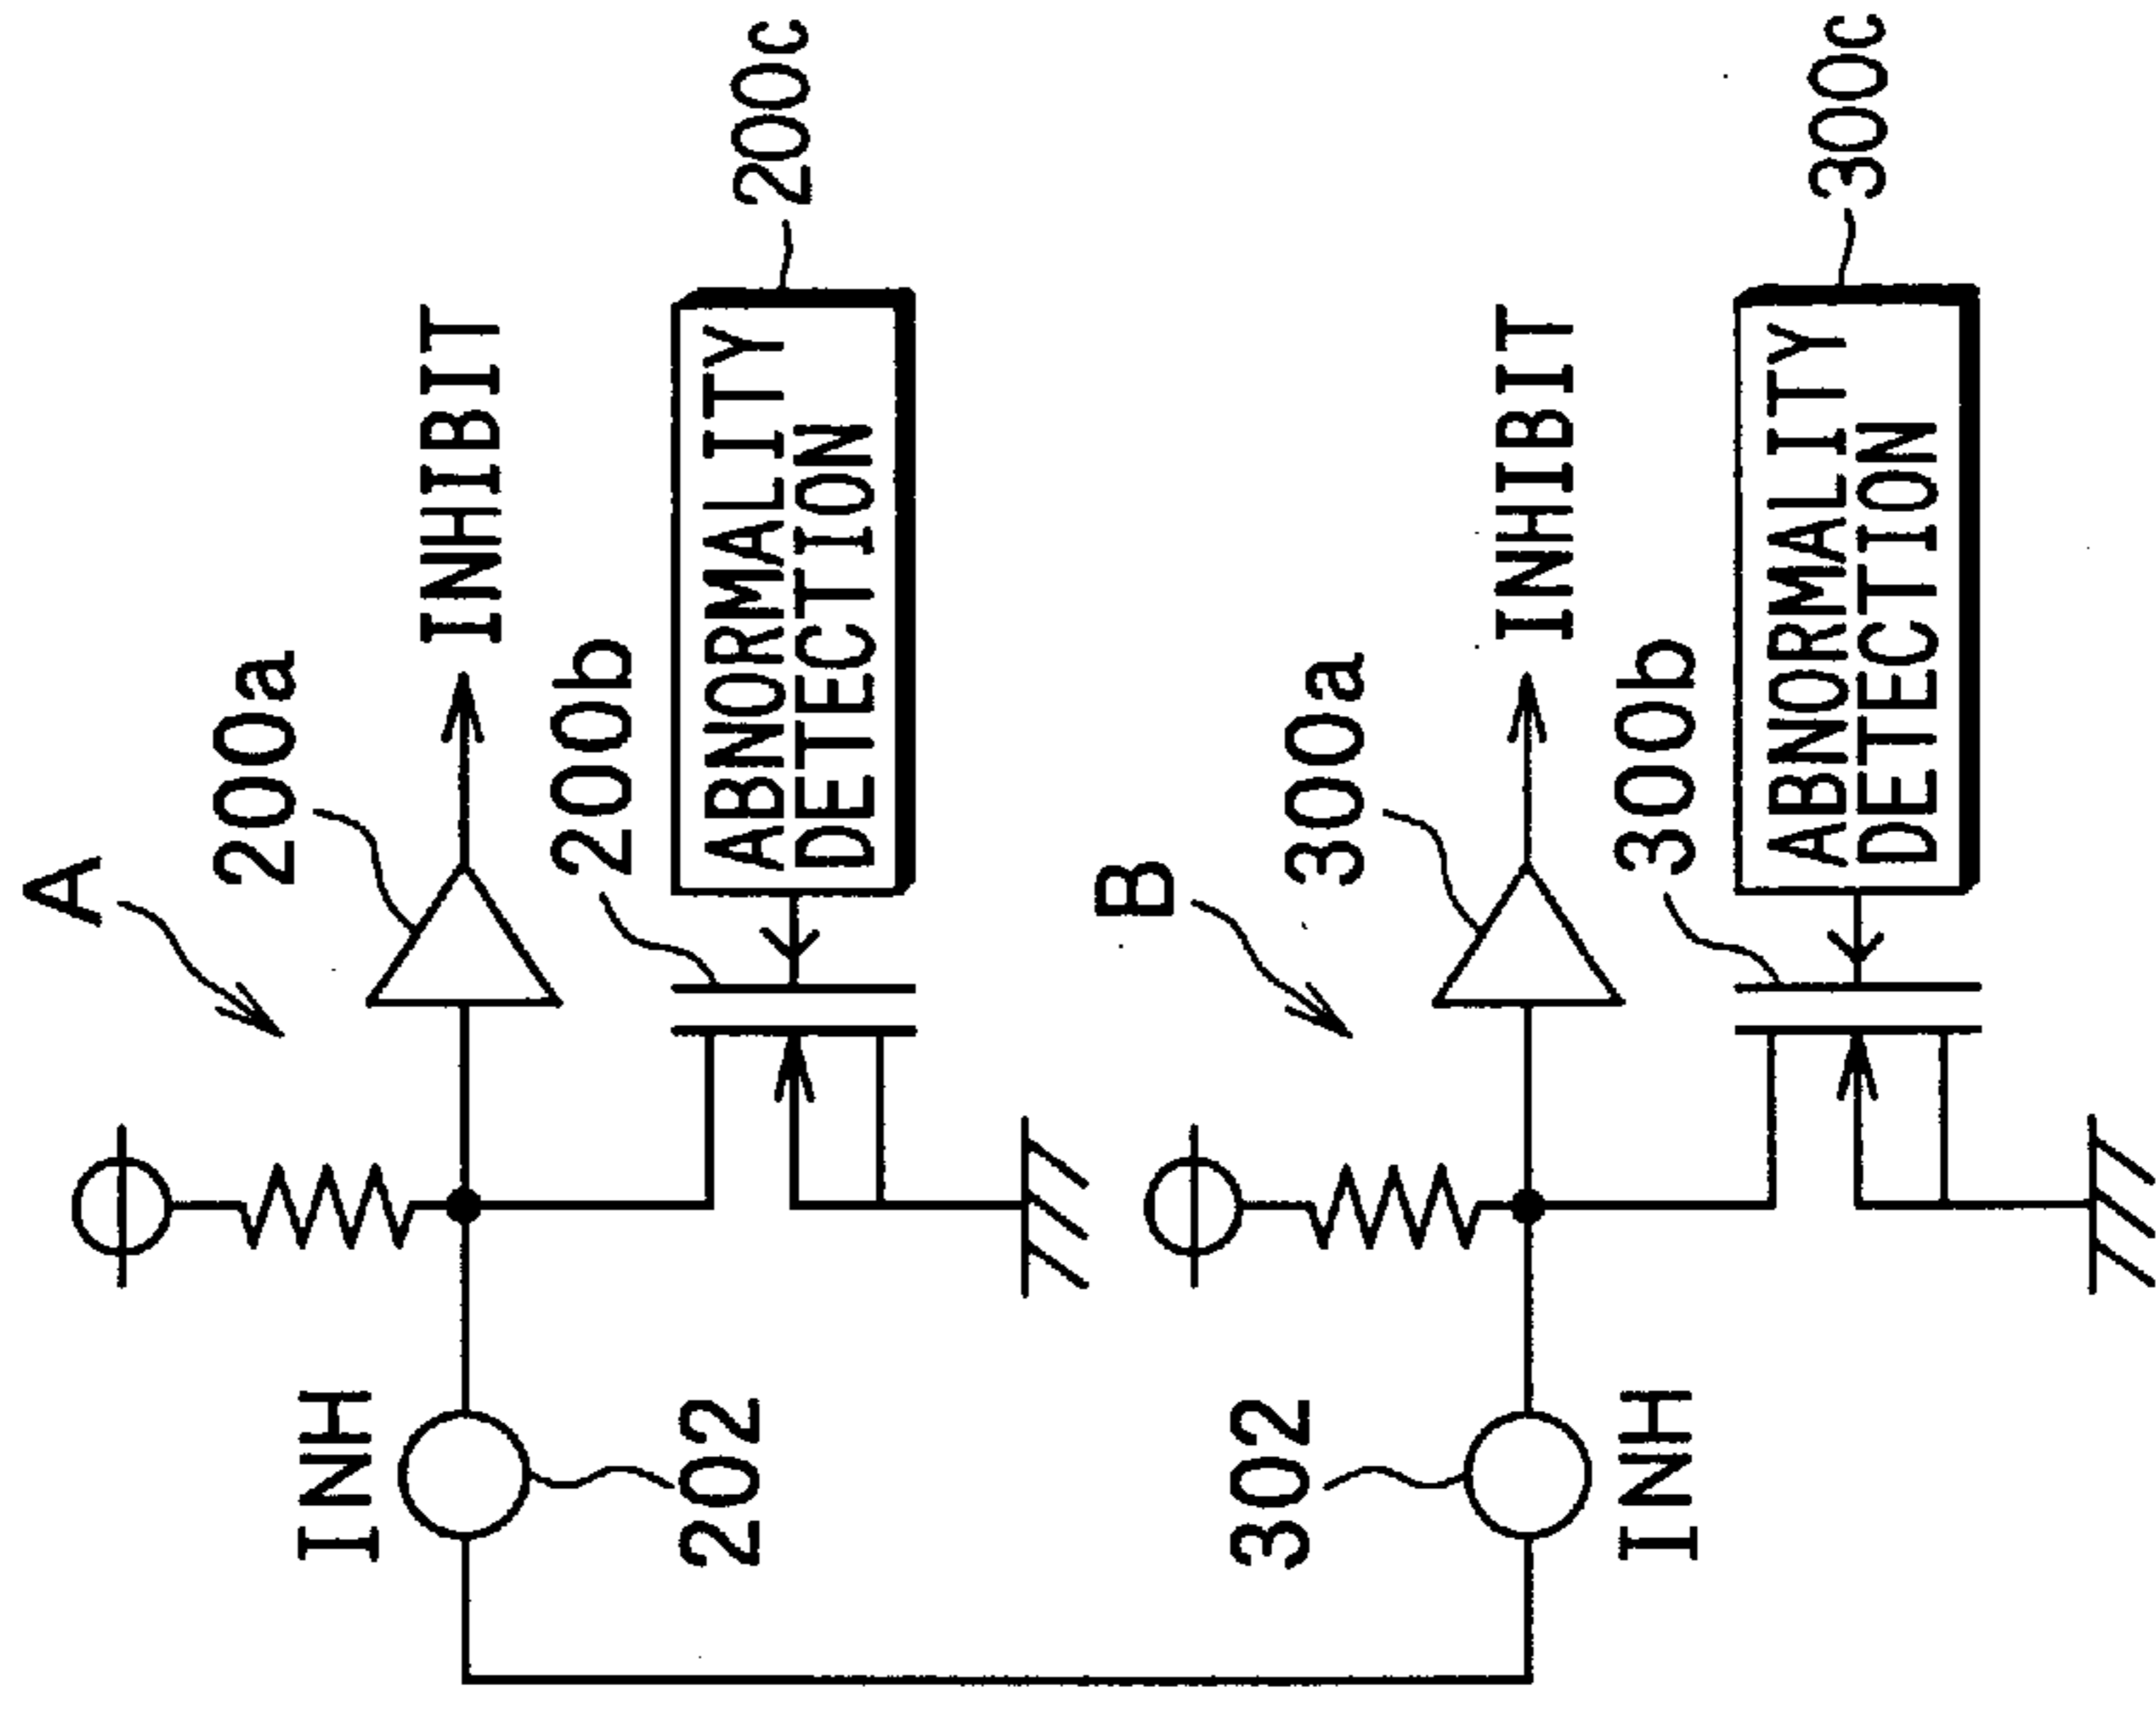 A
200a
INHIBIT
200b
ABNORMALITY
DETECTION
200c
INH
202
B
300a
INHIBIT
300b
ABNORMALITY
DETECTION
300c
302
INH